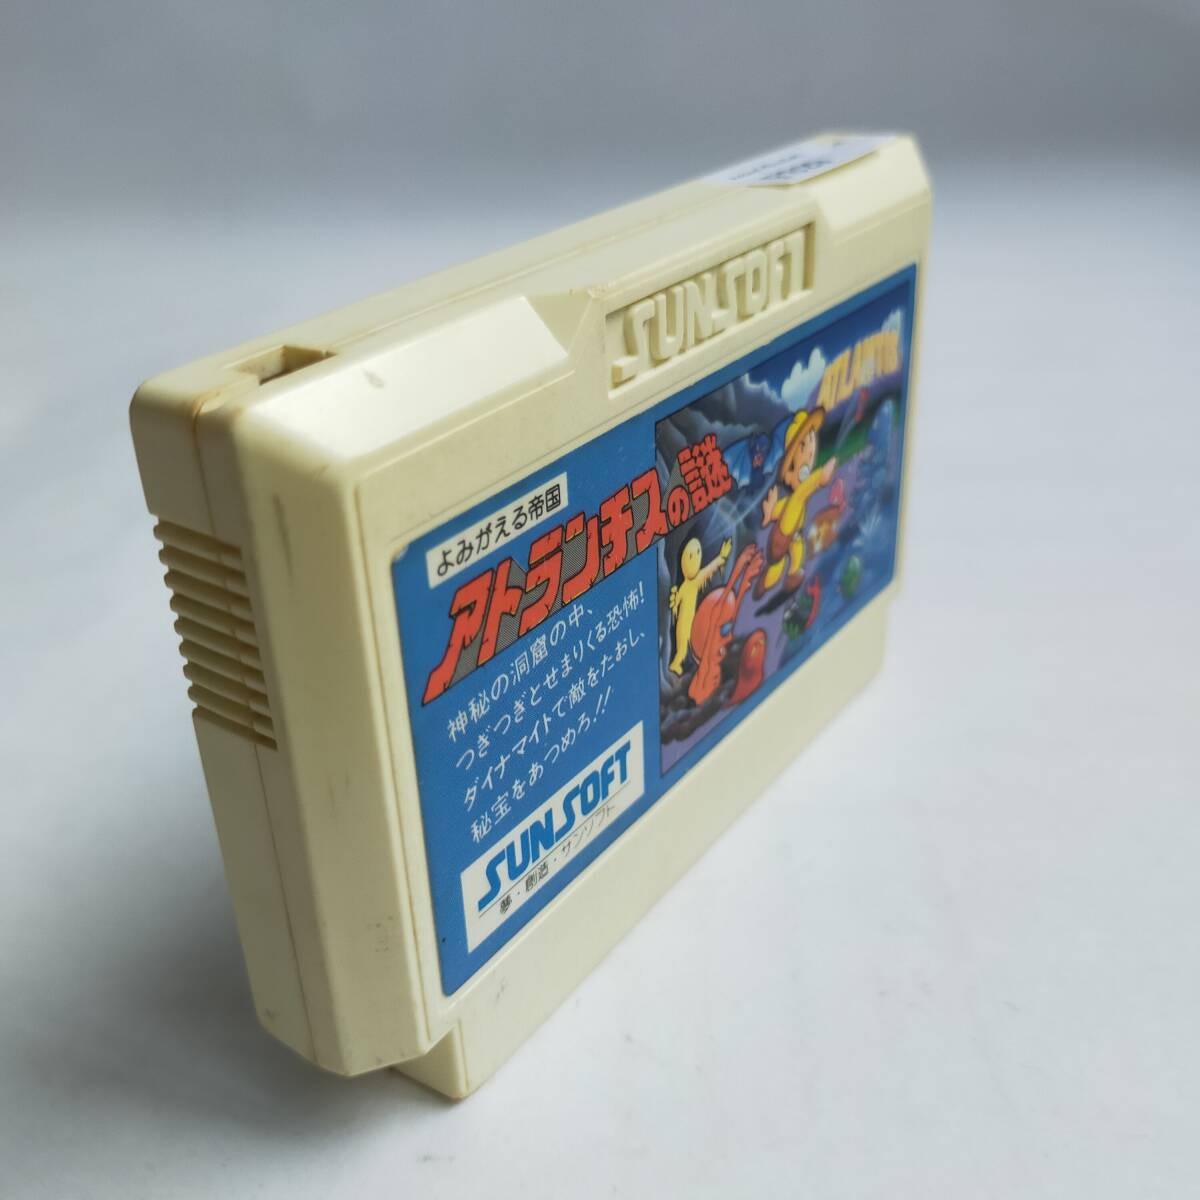 SUNSOFT
ATLANTIS
よみがえる帝国
アトランチスの謎
神秘の洞窟の中、
つぎつぎとせまりくる恐怖!
ダイナマイトで敵をたおし、
秘宝をあつめろ!!
SUNSOFT
夢・創造・サンソフト